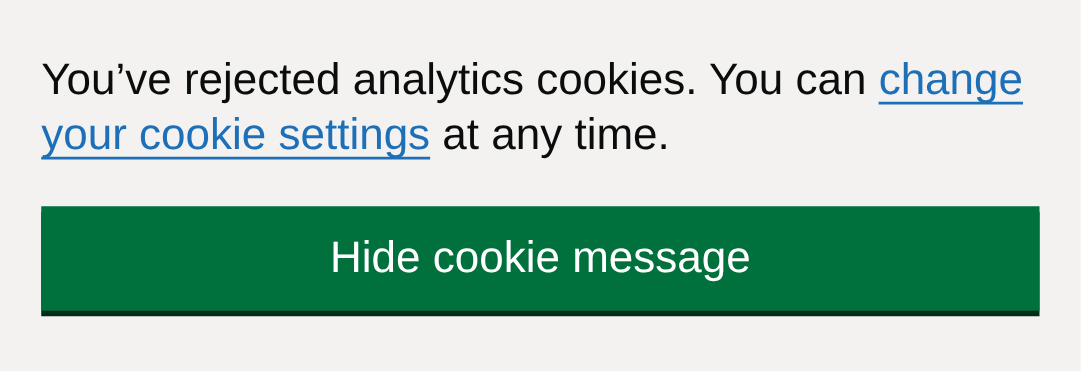 You’ve rejected analytics cookies. You can change
your cookie settings at any time.
Hide cookie message